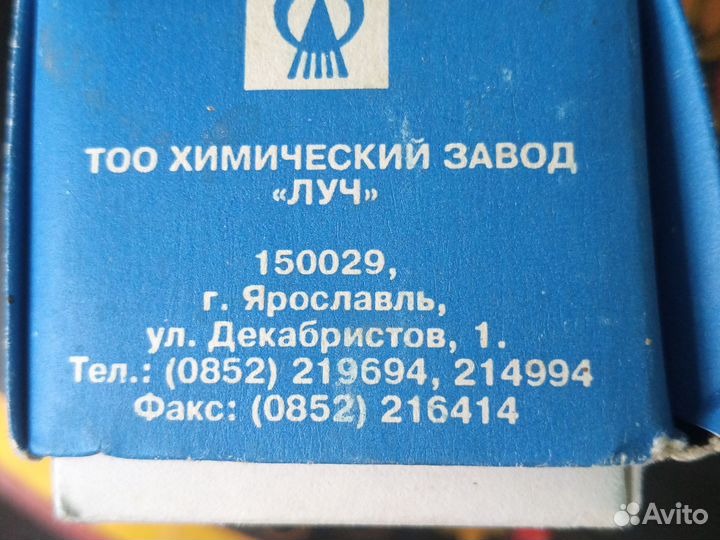 ТОО ХИМИЧЕСКИЙ ЗАВОД
«ЛУЧ»
150029,
г. Ярославль,
ул. Декабристов, 1.
Тел.: (0852) 219694, 214994
Факс: (0852) 216414
Avito